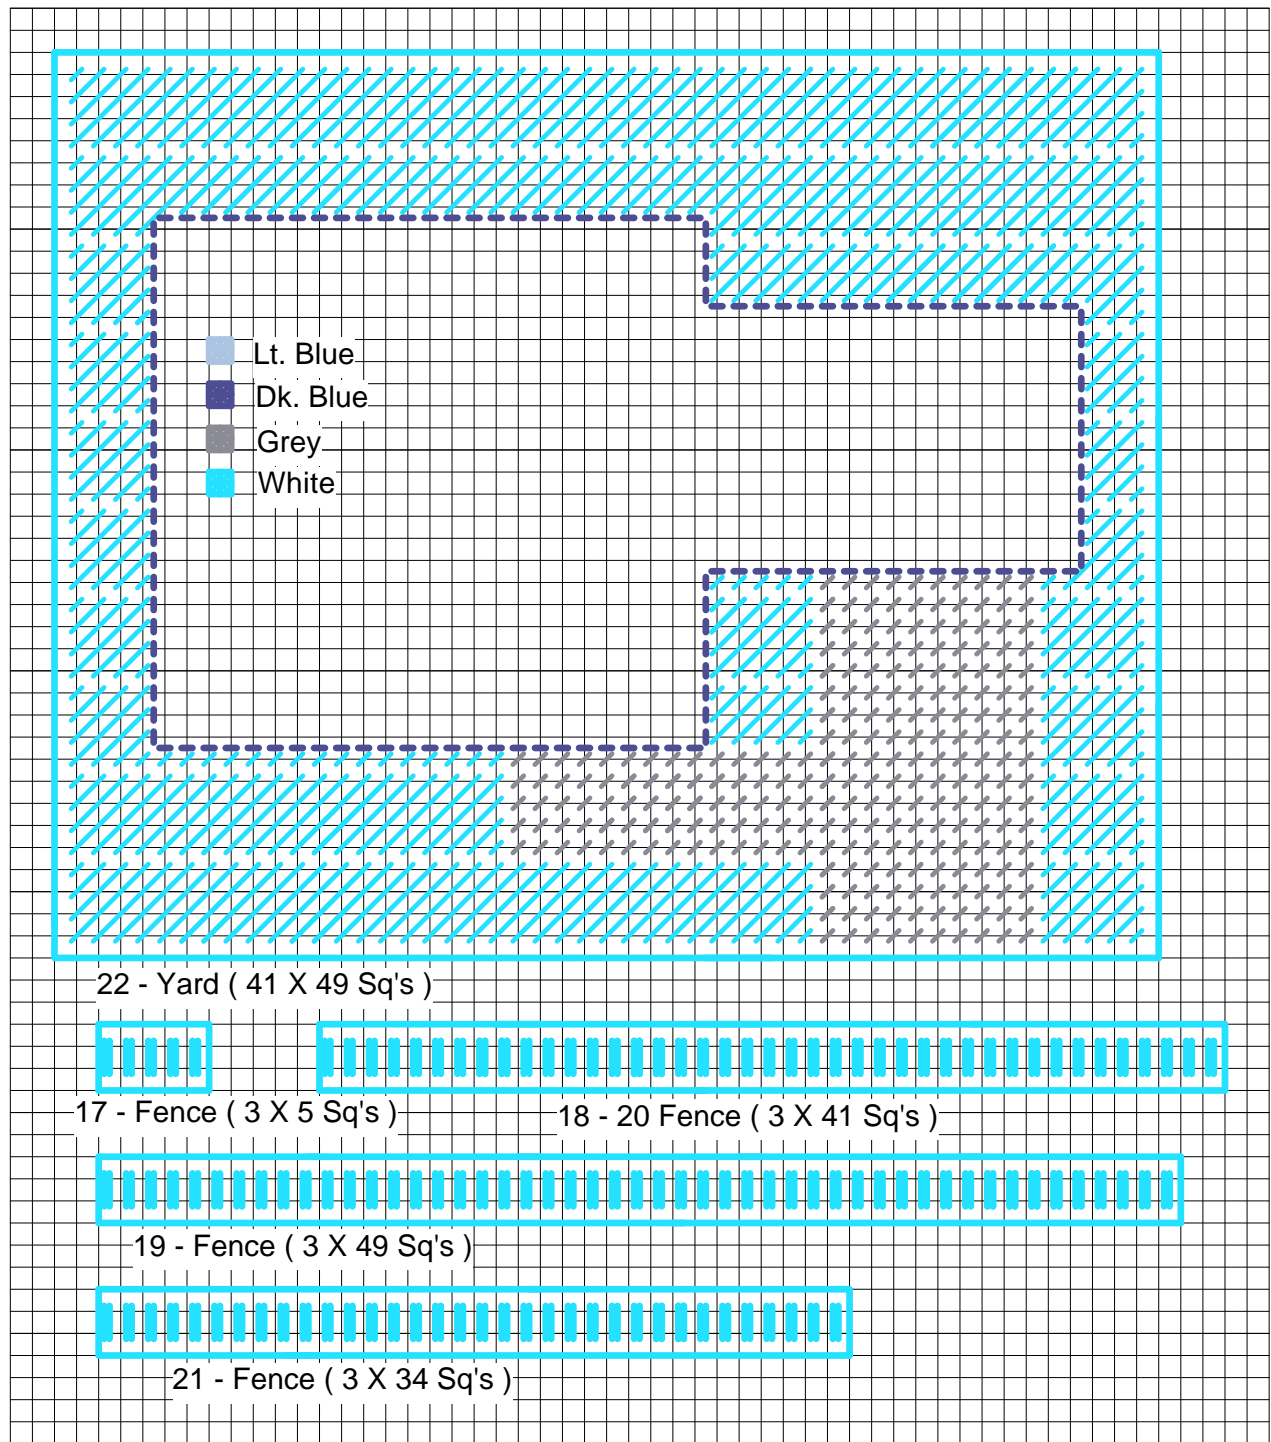 Lt. Blue
Dk. Blue
Grey
White
22 - Yard ( 41 X 49 Sq's )
17 - Fence ( 3 X 5 Sq's )
18 - 20 Fence ( 3 X 41 Sq's )
19 - Fence ( 3 X 49 Sq's )
21 - Fence ( 3 X 34 Sq's )